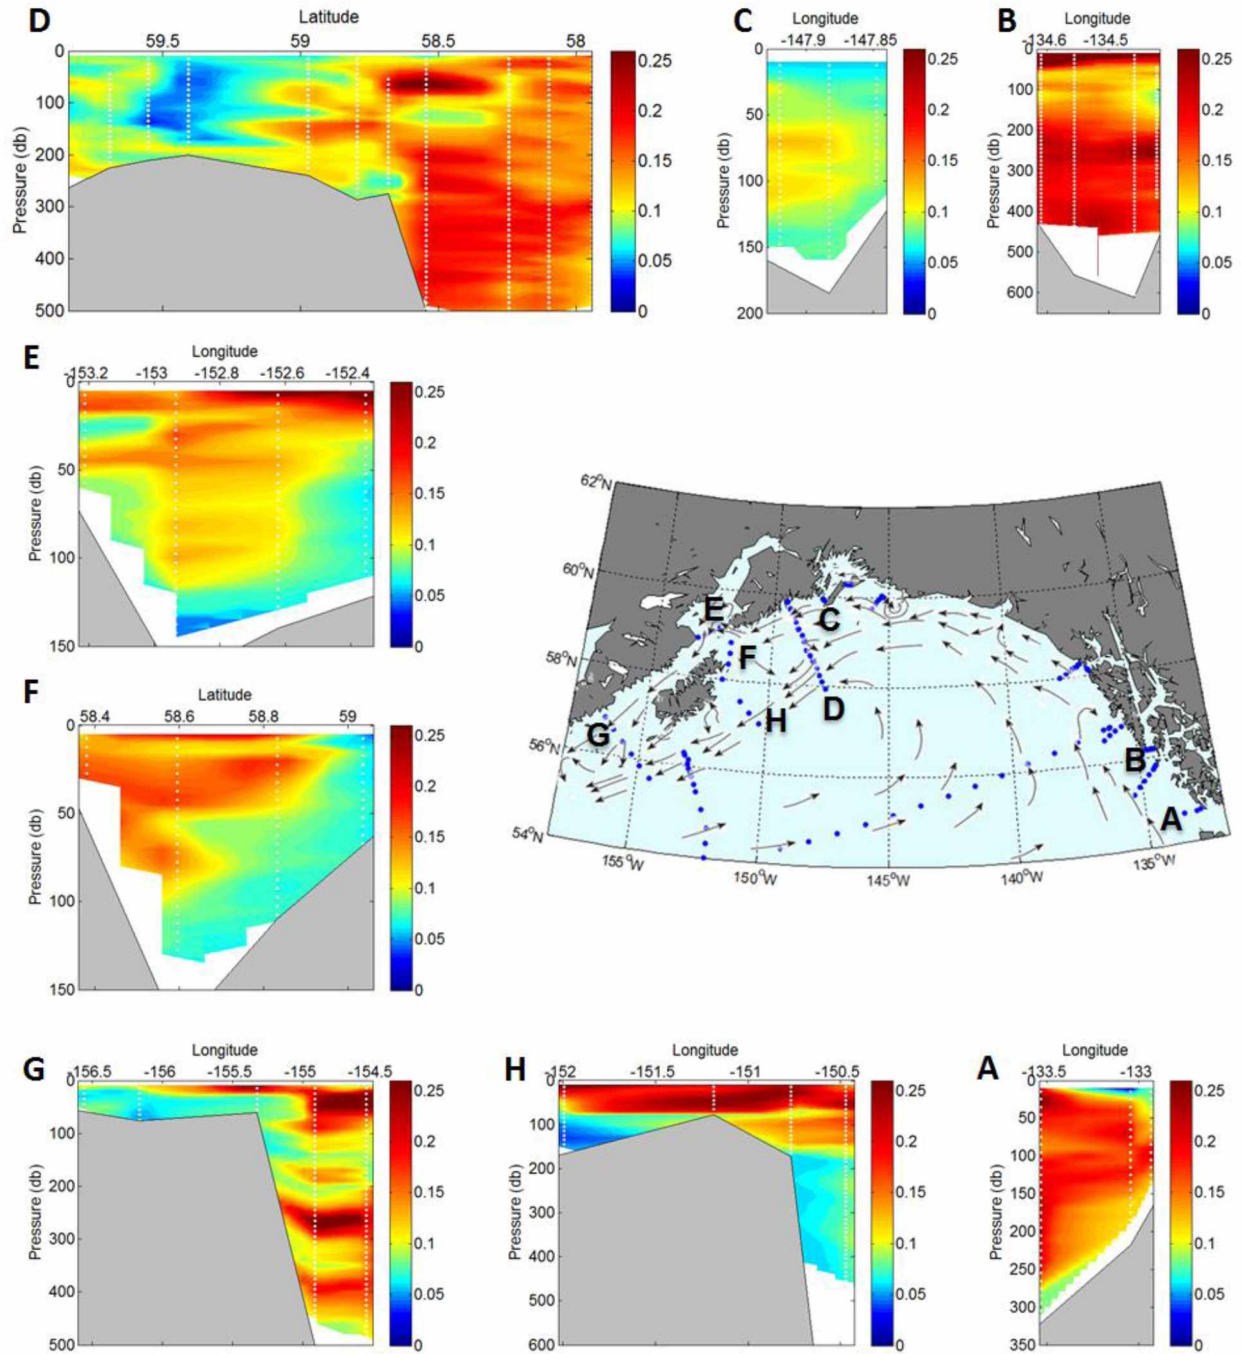 D
Latitude
59.5 59 58.5 58
0
100
200
300
400
500
Pressure (db)
0.25
0.2
0.15
0.1
0.05
0
C
Longitude
-147.9 -147.85
0
50
100
150
200
Pressure (db)
0.25
0.2
0.15
0.1
0.05
0
B
Longitude
-134.6 -134.5
0
100
200
300
400
500
600
Pressure (db)
0.25
0.2
0.15
0.1
0.05
0
E
Longitude
-153.2 -153 -152.8 -152.6 -152.4
0
50
100
150
Pressure (db)
0.25
0.2
0.15
0.1
0.05
0
F
Latitude
58.4 58.6 58.8 59
0
50
100
150
Pressure (db)
0.25
0.2
0.15
0.1
0.05
0
62°N
60°N
58°N
56°N
54°N
155°W
150°W
145°W
140°W
135°W
E
C
F
D
H
G
B
A
G
Longitude
-156.5 -156 -155.5 -155 -154.5
0
100
200
300
400
500
Pressure (db)
0.25
0.2
0.15
0.1
0.05
0
H
Longitude
-152 -151.5 -151 -150.5
0
100
200
300
400
500
600
Pressure (db)
0.25
0.2
0.15
0.1
0.05
0
A
Longitude
-133.5 -133
0
50
100
150
200
250
300
350
Pressure (db)
0.25
0.2
0.15
0.1
0.05
0